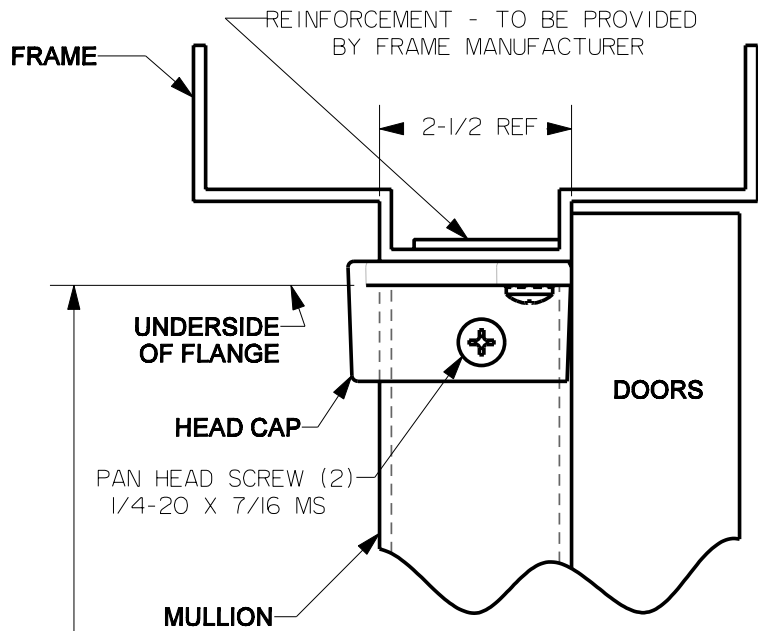 REINFORCEMENT - TO BE PROVIDED
BY FRAME MANUFACTURER
FRAME
2-1/2 REF
UNDERSIDE
OF FLANGE
DOORS
HEAD CAP
PAN HEAD SCREW (2)
1/4-20 X 7/16 MS
MULLION